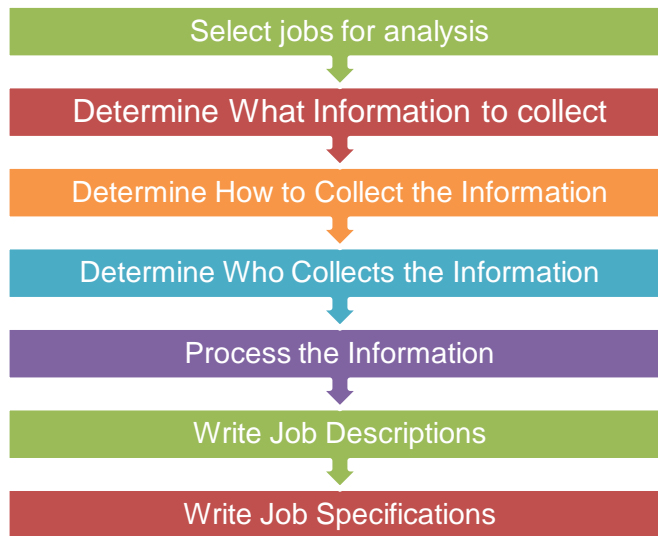 Select jobs for analysis
Determine What Information to collect
Determine How to Collect the Information
Determine Who Collects the Information
Process the Information
Write Job Descriptions
Write Job Specifications